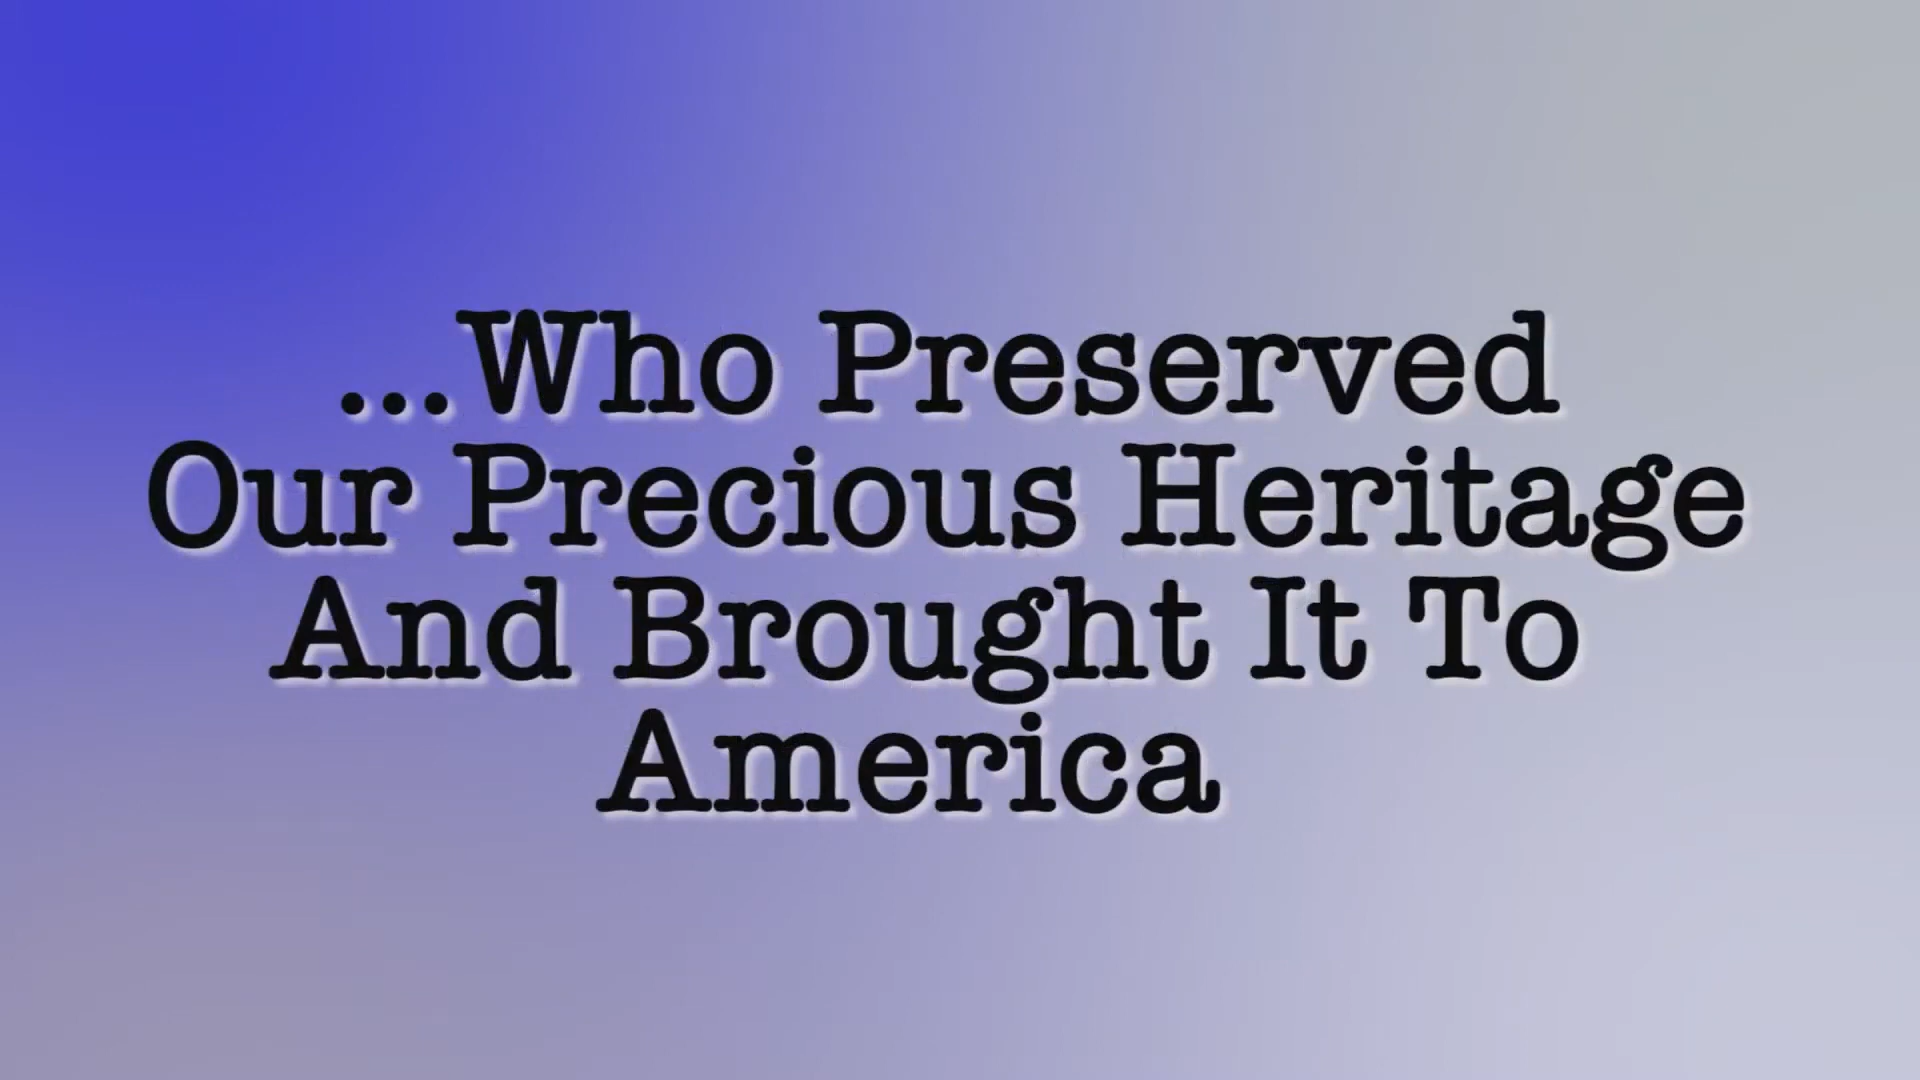 ...Who Preserved
Our Precious Heritage
And Brought It To
America